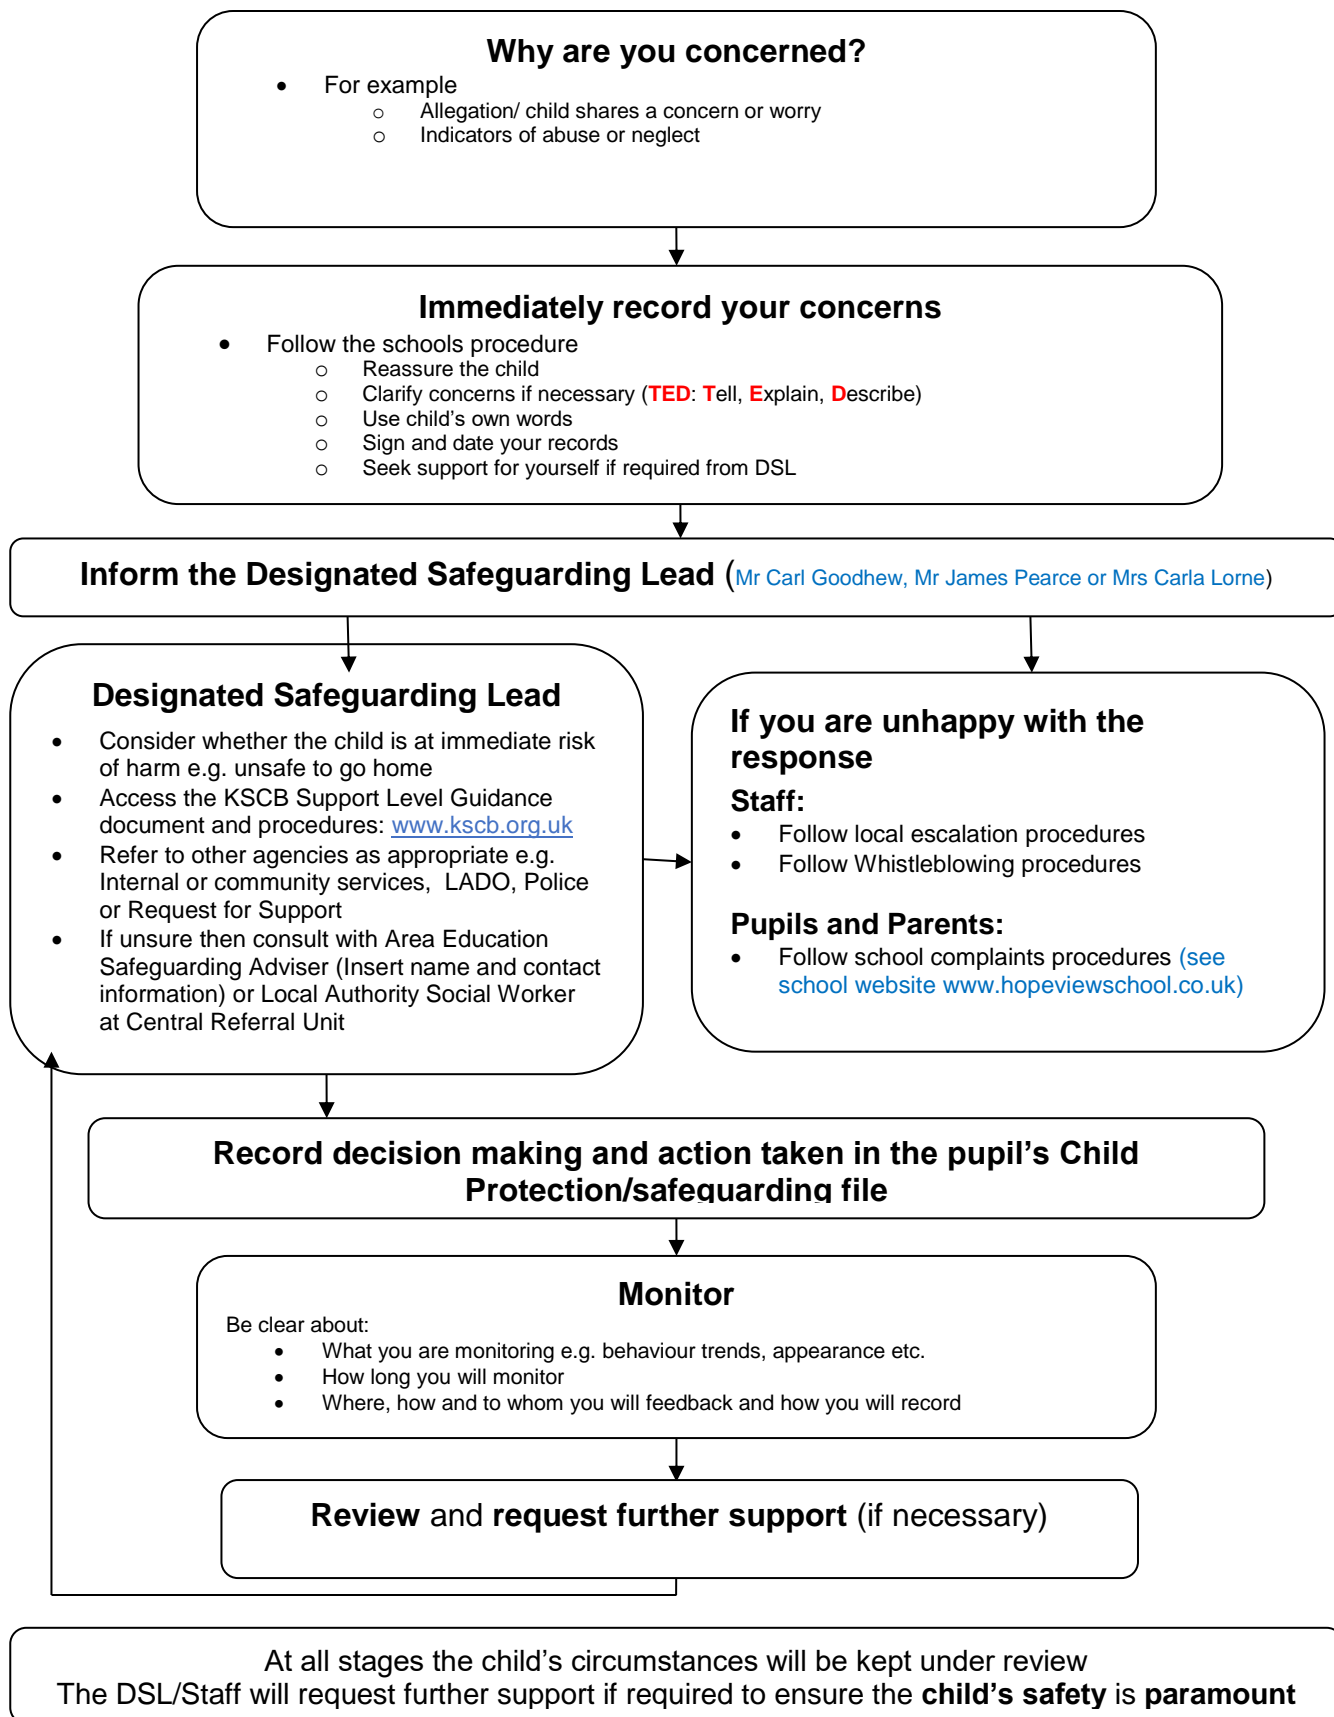 Why are you concerned?
• For example
o Allegation/ child shares a concern or worry
o Indicators of abuse or neglect
Immediately record your concerns
• Follow the schools procedure
o Reassure the child
o Clarify concerns if necessary (TED: Tell, Explain, Describe)
o Use child’s own words
o Sign and date your records
o Seek support for yourself if required from DSL
Inform the Designated Safeguarding Lead (Mr Carl Goodhew, Mr James Pearce or Mrs Carla Lorne)
Designated Safeguarding Lead
• Consider whether the child is at immediate risk
of harm e.g. unsafe to go home
• Access the KSCB Support Level Guidance
document and procedures: www.kscb.org.uk
• Refer to other agencies as appropriate e.g.
Internal or community services, LADO, Police
or Request for Support
• If unsure then consult with Area Education
Safeguarding Adviser (Insert name and contact
information) or Local Authority Social Worker
at Central Referral Unit
If you are unhappy with the
response
Staff:
• Follow local escalation procedures
• Follow Whistleblowing procedures
Pupils and Parents:
• Follow school complaints procedures (see
school website www.hopeviewschool.co.uk)
Record decision making and action taken in the pupil’s Child
Protection/safeguarding file
Monitor
Be clear about:
• What you are monitoring e.g. behaviour trends, appearance etc.
• How long you will monitor
• Where, how and to whom you will feedback and how you will record
Review and request further support (if necessary)
At all stages the child’s circumstances will be kept under review
The DSL/Staff will request further support if required to ensure the child’s safety is paramount